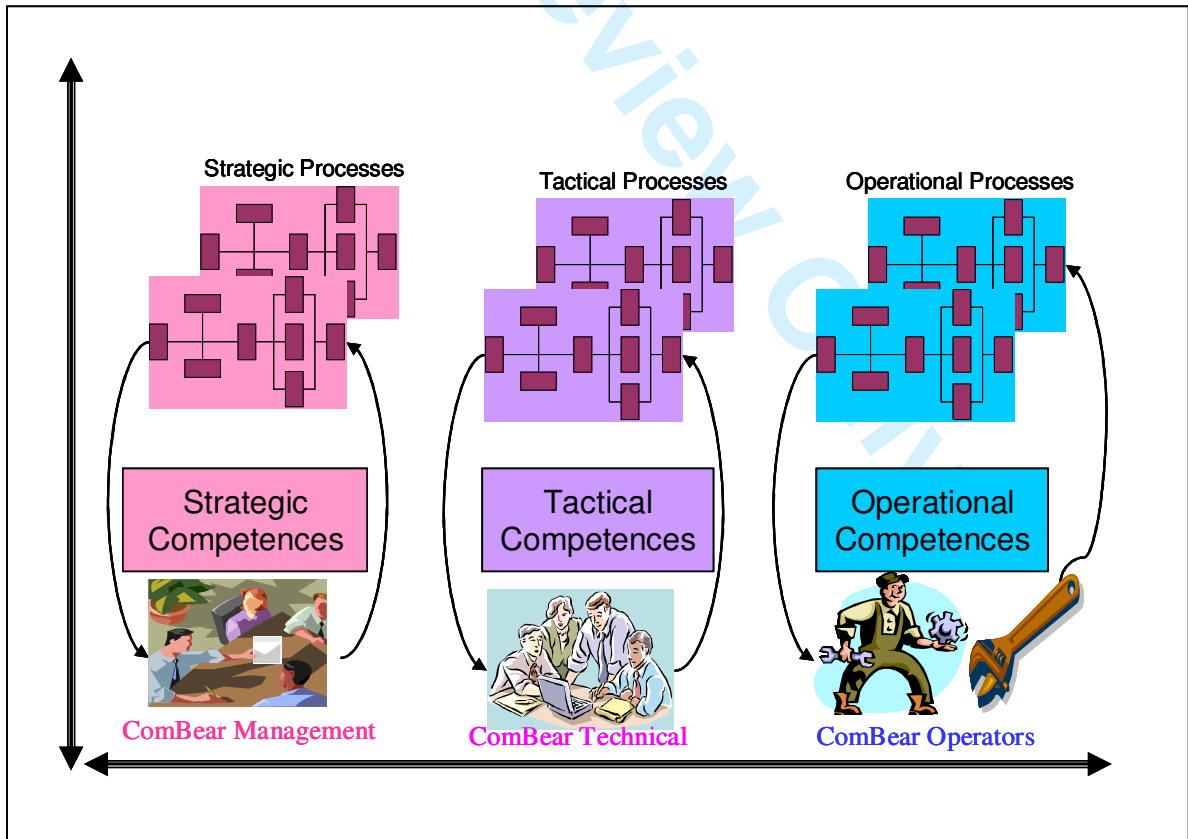 Strategic Processes
Tactical Processes
Operational Processes
Strategic
Competences
Tactical
Competences
Operational
Competences
ComBear Management
ComBear Technical
ComBear Operators